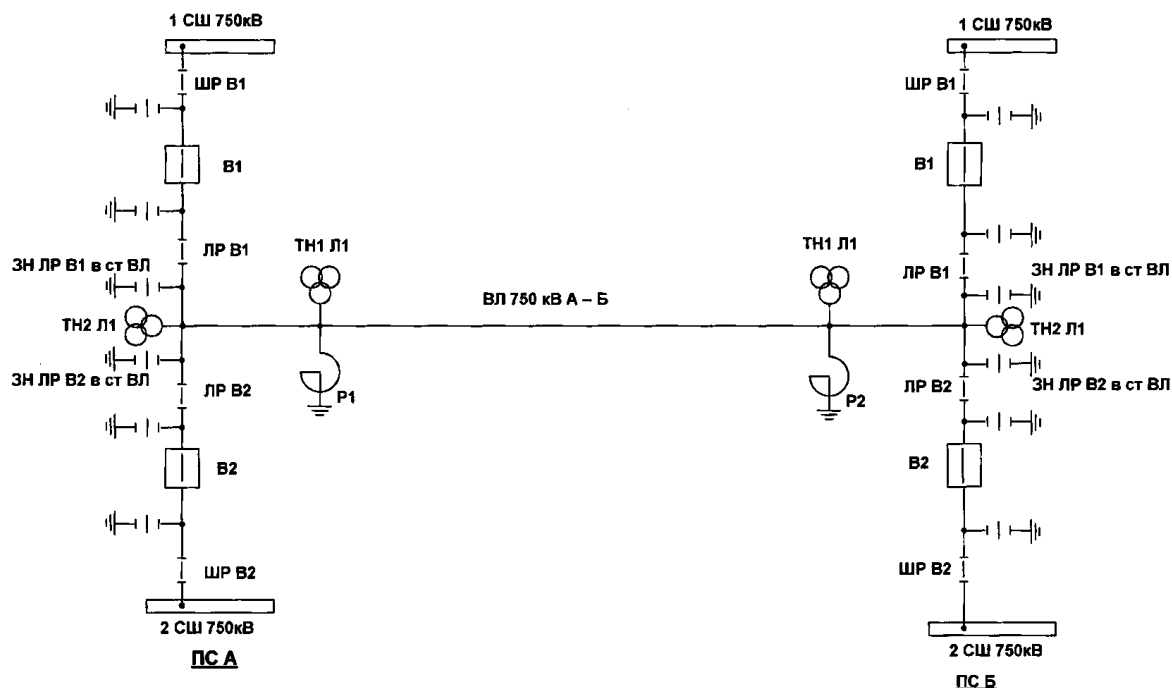 1 СШ 750кВ
1 СШ 750кВ
ШР В1
ШР В1
В1
В1
ЛР В1
ТН1 Л1
ТН1 Л1
ЗН ЛР В1 в ст ВЛ
ЛР В1
ЗН ЛР В1 в ст ВЛ
ВЛ 750 кВ А – Б
ТН2 Л1
ТН2 Л1
ЗН ЛР В2 в ст ВЛ
ЛР В2
Р1
Р2
ЛР В2
ЗН ЛР В2 в ст ВЛ
В2
В2
ШР В2
ШР В2
2 СШ 750кВ
2 СШ 750кВ
ПС А
ПС Б